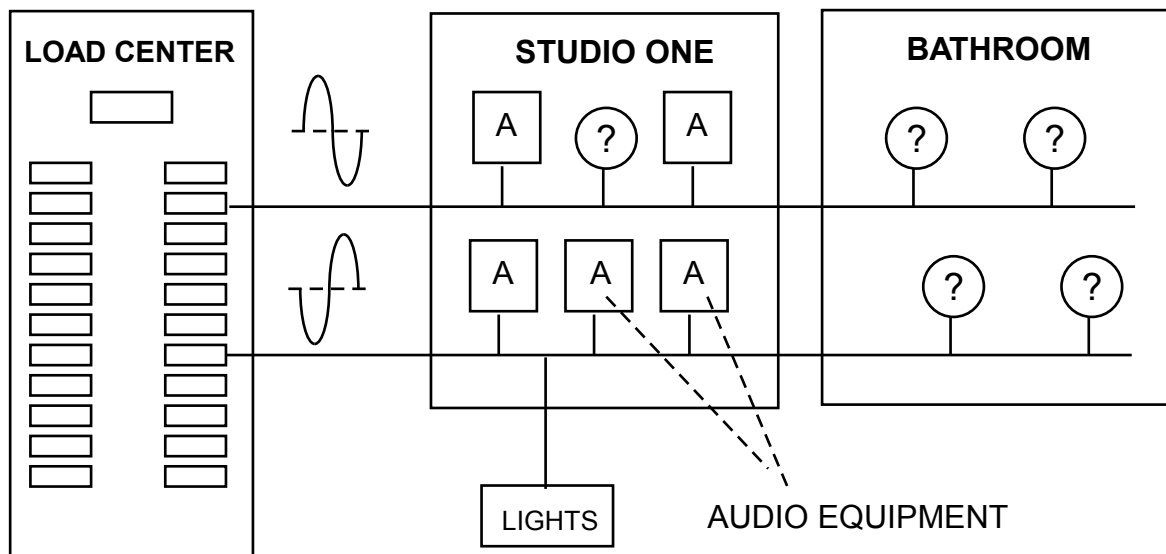 LOAD CENTER
STUDIO ONE
BATHROOM
A
?
A
?
?
A
A
A
?
?
LIGHTS
AUDIO EQUIPMENT